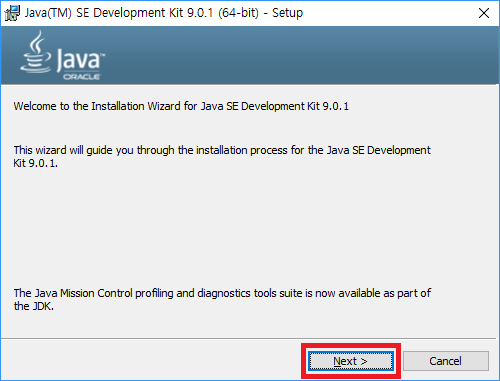 Java(TM) SE Development Kit 9.0.1 (64-bit) - Setup
Java
ORACLE
Welcome to the Installation Wizard for Java SE Development Kit 9.0.1
This wizard will guide you through the installation process for the Java SE Development
Kit 9.0.1.
The Java Mission Control profiling and diagnostics tools suite is now available as part of
the JDK.
Next >
Cancel